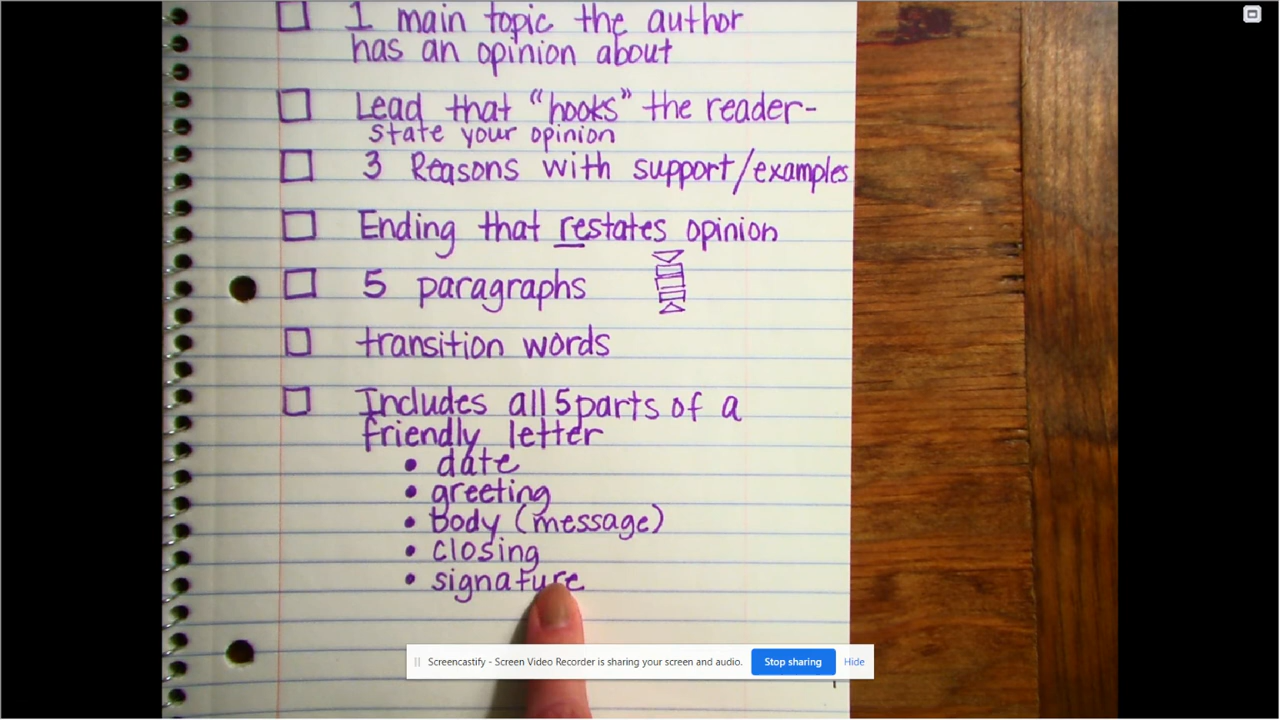 1 main topic the author
has an opinion about
Lead that "hooks" the reader-
state your opinion
3 Reasons with support/examples
Ending that restates opinion
5 paragraphs
transition words
Includes all 5 parts of a
friendly letter
• date
• greeting
• body (message)
• closing
• signature
Screencastify - Screen Video Recorder is sharing your screen and audio. Stop sharing Hide